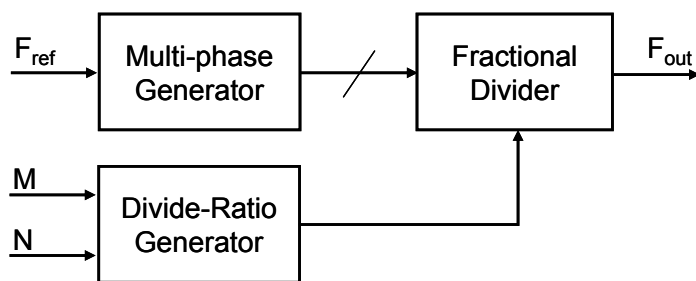 F_ref
Multi-phase
Generator
Fractional
Divider
F_out
M
N
Divide-Ratio
Generator